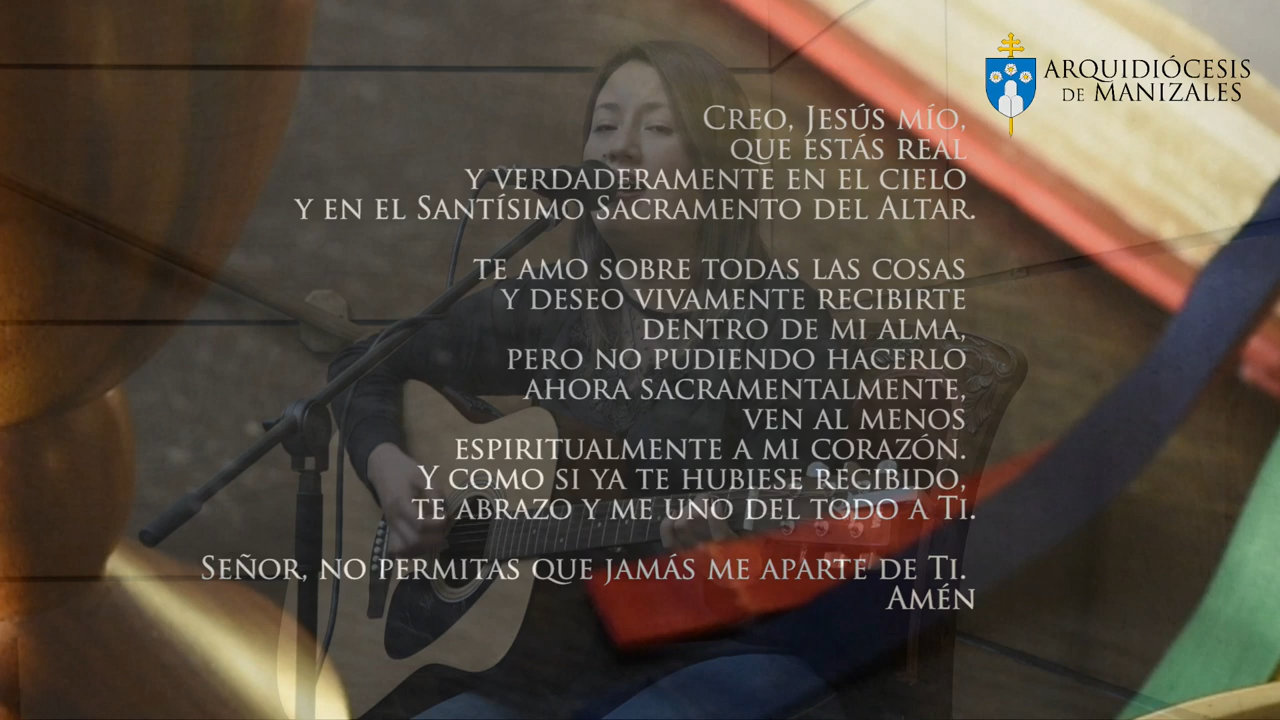 ARQUIDIÓCESIS
DE MANIZALES
CREO, JESÚS MÍO,
QUE ESTÁS REAL
Y VERDADERAMENTE EN EL CIELO
Y EN EL SANTÍSIMO SACRAMENTO DEL ALTAR.
TE AMO SOBRE TODAS LAS COSAS
Y DESEO VIVAMENTE RECIBIRTE
DENTRO DE MI ALMA,
PERO NO PUDIENDO HACERLO
AHORA SACRAMENTALMENTE,
VEN AL MENOS
ESPIRITUALMENTE A MI CORAZÓN.
Y COMO SI YA TE HUBIESE RECIBIDO,
TE ABRAZO Y ME UNO DEL TODO A TI.
SEÑOR, NO PERMITAS QUE JAMÁS ME APARTE DE TI.
AMÉN